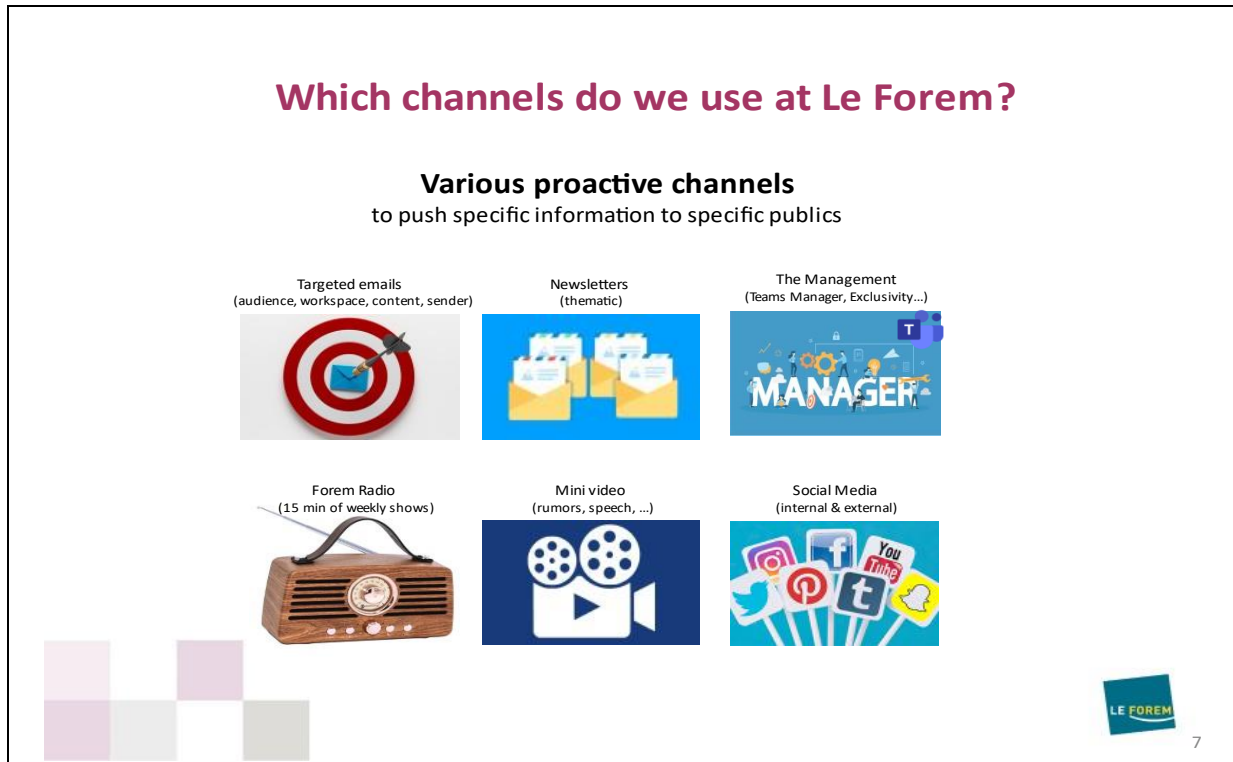 Which channels do we use at Le Forem?
Various proactive channels
to push specific information to specific publics
Targeted emails
(audience, workspace, content, sender)
Newsletters
(thematic)
The Management
(Teams Manager, Exclusivity...)
T
MANAGER
Forem Radio
(15 min of weekly shows)
Mini video
(rumors, speech, ...)
Social Media
(internal & external)
f
You
Tube
t
LE FOREM
7